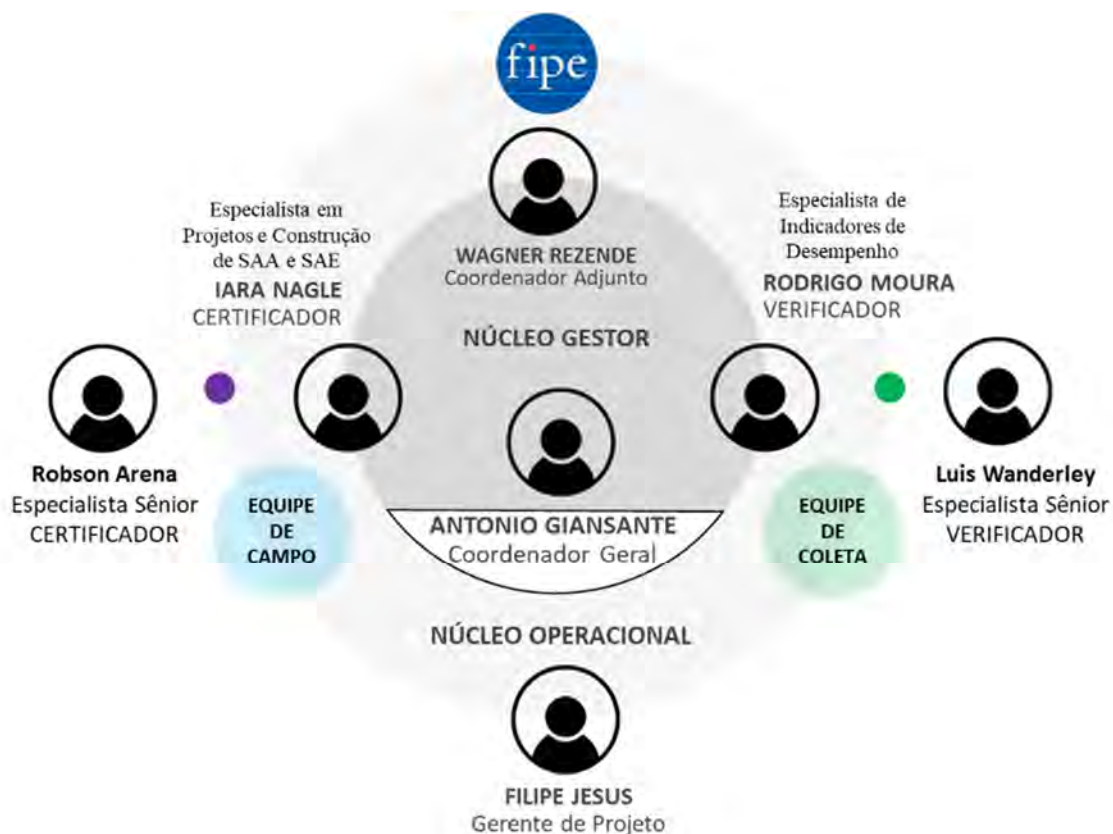 fipe
Especialista em
Projetos e Construção
de SAA e SAE
IARA NAGLE
CERTIFICADOR
WAGNER REZENDE
Coordenador Adjunto
Especialista de
Indicadores de
Desempenho
RODRIGO MOURA
VERIFICADOR
NÚCLEO GESTOR
Robson Arena
Especialista Sênior
CERTIFICADOR
EQUIPE
DE
CAMPO
ANTONIO GIANSANTE
Coordenador Geral
EQUIPE
DE
COLETA
Luis Wanderley
Especialista Sênior
VERIFICADOR
NÚCLEO OPERACIONAL
FILIPE JESUS
Gerente de Projeto